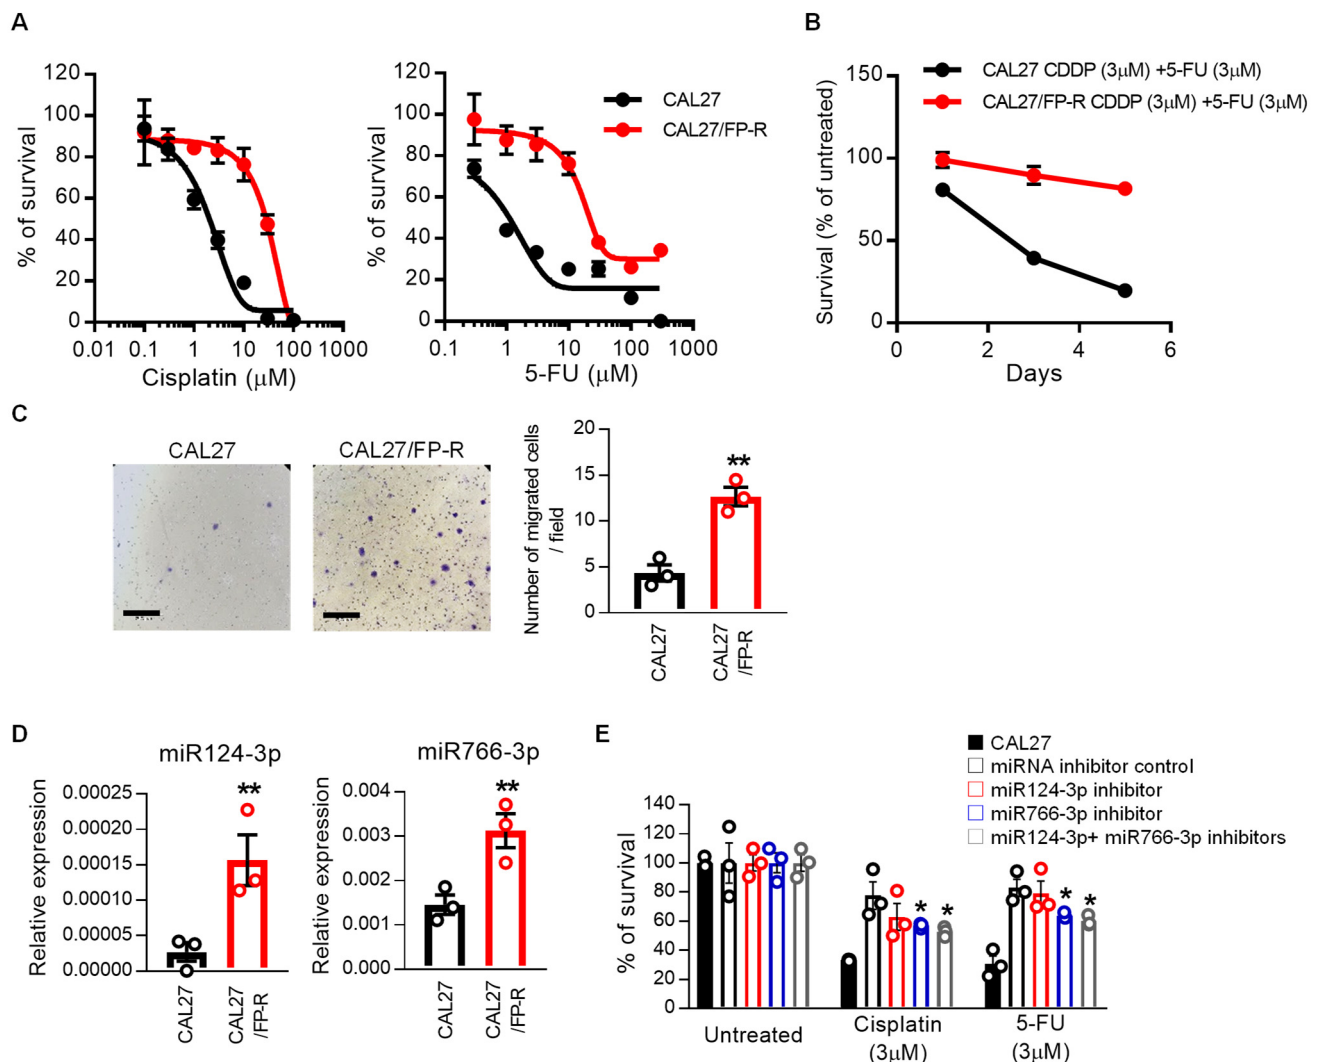 A
120
100
80
60
40
20
0
% of survival
0.01 0.1 1 10 100 1000
Cisplatin (µM)
120
100
80
60
40
20
0
% of survival
0.1 1 10 100 1000
5-FU (µM)
CAL27
CAL27/FP-R
B
CAL27 CDDP (3µM) +5-FU (3µM)
CAL27/FP-R CDDP (3µM) +5-FU (3µM)
150
100
50
0
Survival (% of untreated)
0 2 4 6
Days
C
CAL27
CAL27/FP-R
Number of migrated cells
/ field
20
15
10
5
0
**
CAL27
CAL27
/FP-R
D
miR124-3p
Relative expression
0.00025
0.00020
0.00015
0.00010
0.00005
0.00000
**
CAL27
CAL27
/FP-R
miR766-3p
Relative expression
0.004
0.003
0.002
0.001
0.000
**
CAL27
CAL27
/FP-R
E
CAL27
miRNA inhibitor control
miR124-3p inhibitor
miR766-3p inhibitor
miR124-3p+ miR766-3p inhibitors
% of survival
140
120
100
80
60
40
20
0
* *
* *
Untreated
Cisplatin
(3µM)
5-FU
(3µM)